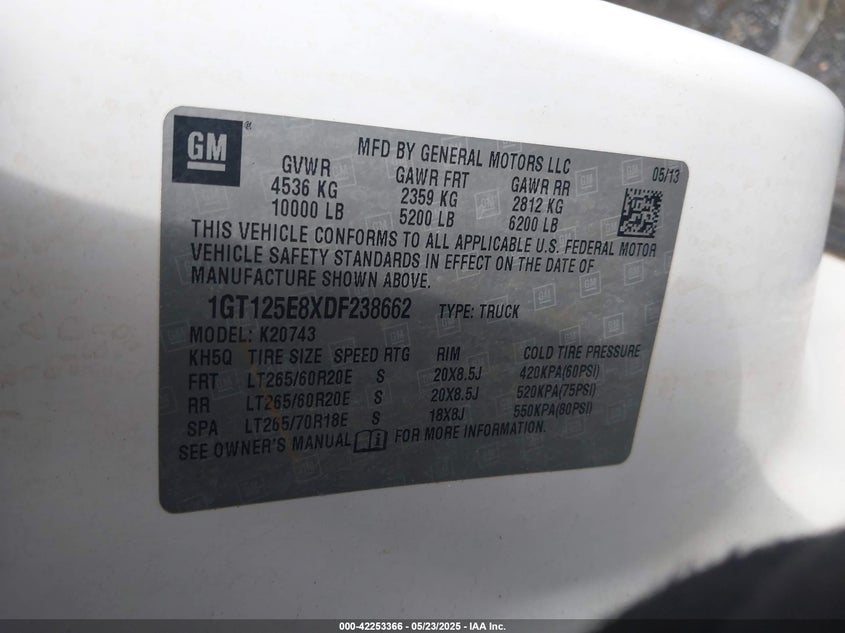 GM®
MFD BY GENERAL MOTORS LLC 05/13
GVWR GAWR FRT GAWR RR
4536 KG 2359 KG 2812 KG
10000 LB 5200 LB 6200 LB
THIS VEHICLE CONFORMS TO ALL APPLICABLE U.S. FEDERAL MOTOR
VEHICLE SAFETY STANDARDS IN EFFECT ON THE DATE OF
MANUFACTURE SHOWN ABOVE.
1GT125E8XDF238662 TYPE: TRUCK
MODEL: K20743
KH5Q TIRE SIZE SPEED RTG RIM COLD TIRE PRESSURE
FRT LT265/60R20E S 20X8.5J 420KPA(60PSI)
RR LT265/60R20E S 20X8.5J 520KPA(75PSI)
SPA LT265/70R18E S 18X8J 550KPA(80PSI)
SEE OWNER'S MANUAL FOR MORE INFORMATION.
000-42253366 - 05/23/2025 - IAA Inc.